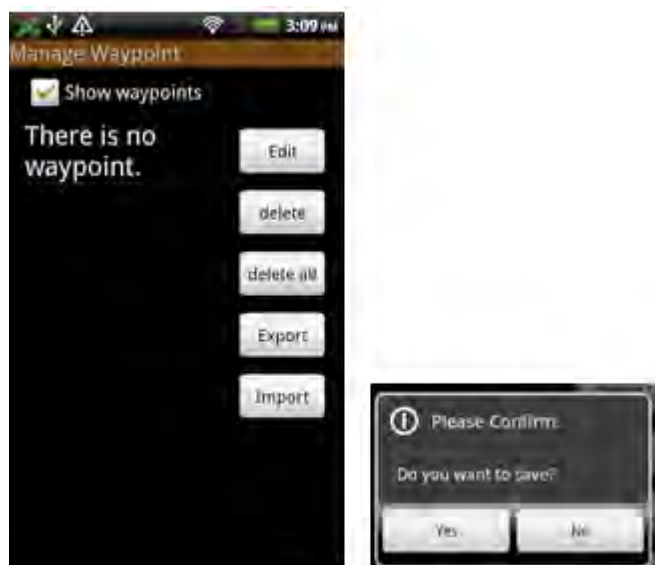 3:09 PM
Manage Waypoint
Show waypoints
There is no
waypoint.
Edit
delete
delete all
Export
Import
Please Confirm.
Do you want to save?
Yes
No